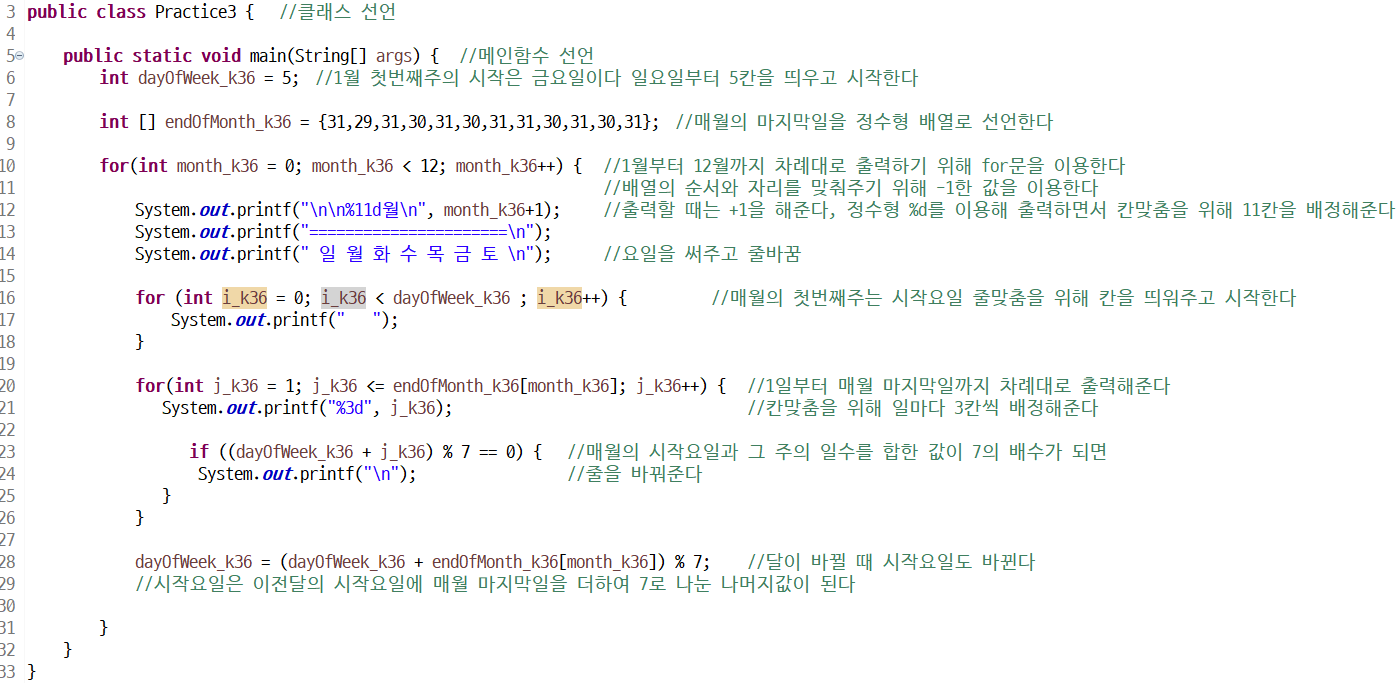 3 public class Practice3 {   //클래스 선언
4
5    public static void main(String[] args) {  //메인함수 선언
6        int dayOfWeek_k36 = 5;  //1월 첫번째주의 시작은 금요일이다 일요일부터 5칸을 띄우고 시작한다
7
8        int [] endOfMonth_k36 = {31,29,31,30,31,30,31,31,30,31,30,31};  //매월의 마지막일을 정수형 배열로 선언한다
9
10        for(int month_k36 = 0; month_k36 < 12; month_k36++) {  //1월부터 12월까지 차례대로 출력하기 위해 for문을 이용한다
11                                                                //배열의 순서와 자리를 맞춰주기 위해 -1한 값을 이용한다
12            System.out.printf("\n\n%11d월\n", month_k36+1);     //출력할 때는 +1을 해준다, 정수형 %d를 이용해 출력하면서 칸맞춤을 위해 11칸을 배정해준다
13            System.out.printf("======================\n");
14            System.out.printf(" 일 월 화 수 목 금 토 \n");      //요일을 써주고 줄바꿈
15
16            for (int i_k36 = 0; i_k36 < dayOfWeek_k36 ; i_k36++) {         //매월의 첫번째주는 시작요일 줄맞춤을 위해 칸을 띄워주고 시작한다
17                System.out.printf("   ");
18            }
19
20            for(int j_k36 = 1; j_k36 <= endOfMonth_k36[month_k36]; j_k36++) {  //1일부터 매월 마지막일까지 차례대로 출력해준다
21               System.out.printf("%3d", j_k36);                                 //칸맞춤을 위해 일마다 3칸씩 배정해준다
22
23                  if ((dayOfWeek_k36 + j_k36) % 7 == 0) {   //매월의 시작요일과 그 주의 일수를 합한 값이 7의 배수가 되면
24                   System.out.printf("\n");                 //줄을 바꿔준다
25               }
26            }
27
28            dayOfWeek_k36 = (dayOfWeek_k36 + endOfMonth_k36[month_k36]) % 7;    //달이 바뀔 때 시작요일도 바뀐다
29            //시작요일은 이전달의 시작요일에 매월 마지막일을 더하여 7로 나눈 나머지값이 된다
30
31        }
32    }
33 }